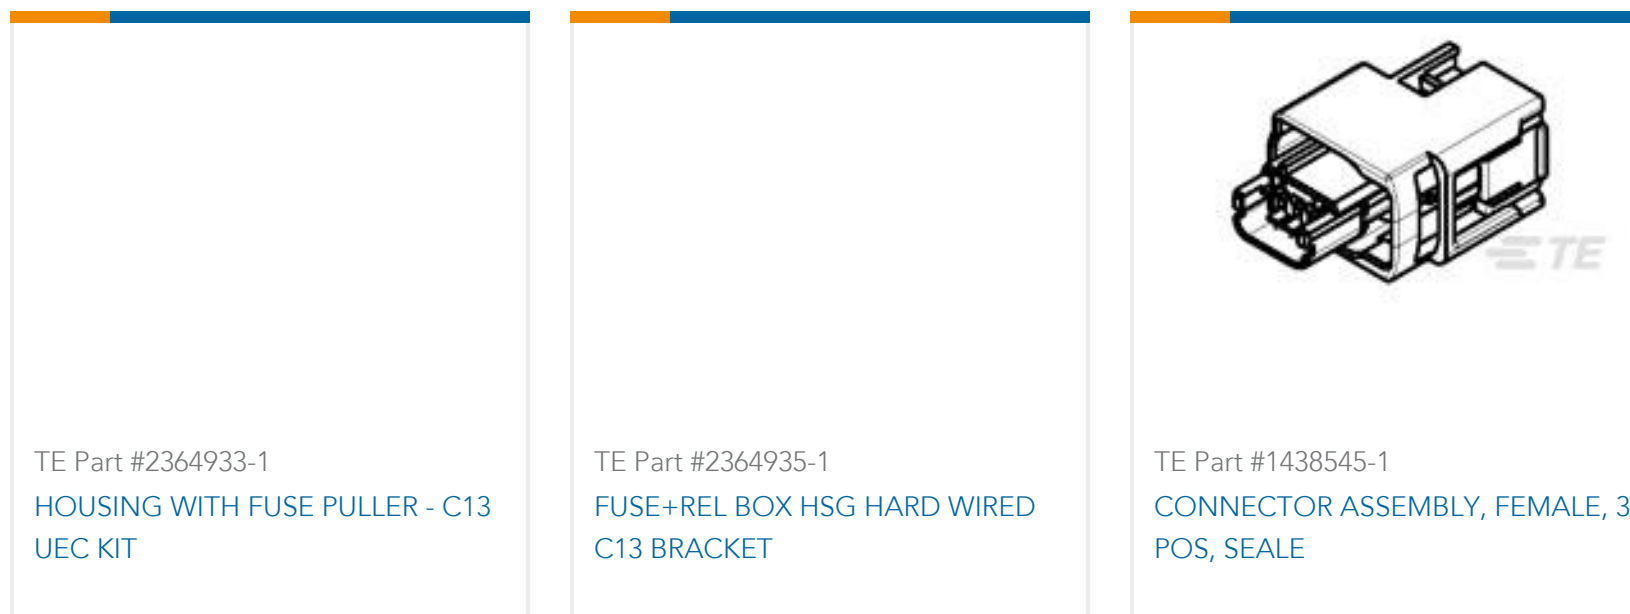 TE
TE Part #2364933-1
HOUSING WITH FUSE PULLER - C13
UEC KIT
TE Part #2364935-1
FUSE+REL BOX HSG HARD WIRED
C13 BRACKET
TE Part #1438545-1
CONNECTOR ASSEMBLY, FEMALE, 3
POS, SEALE